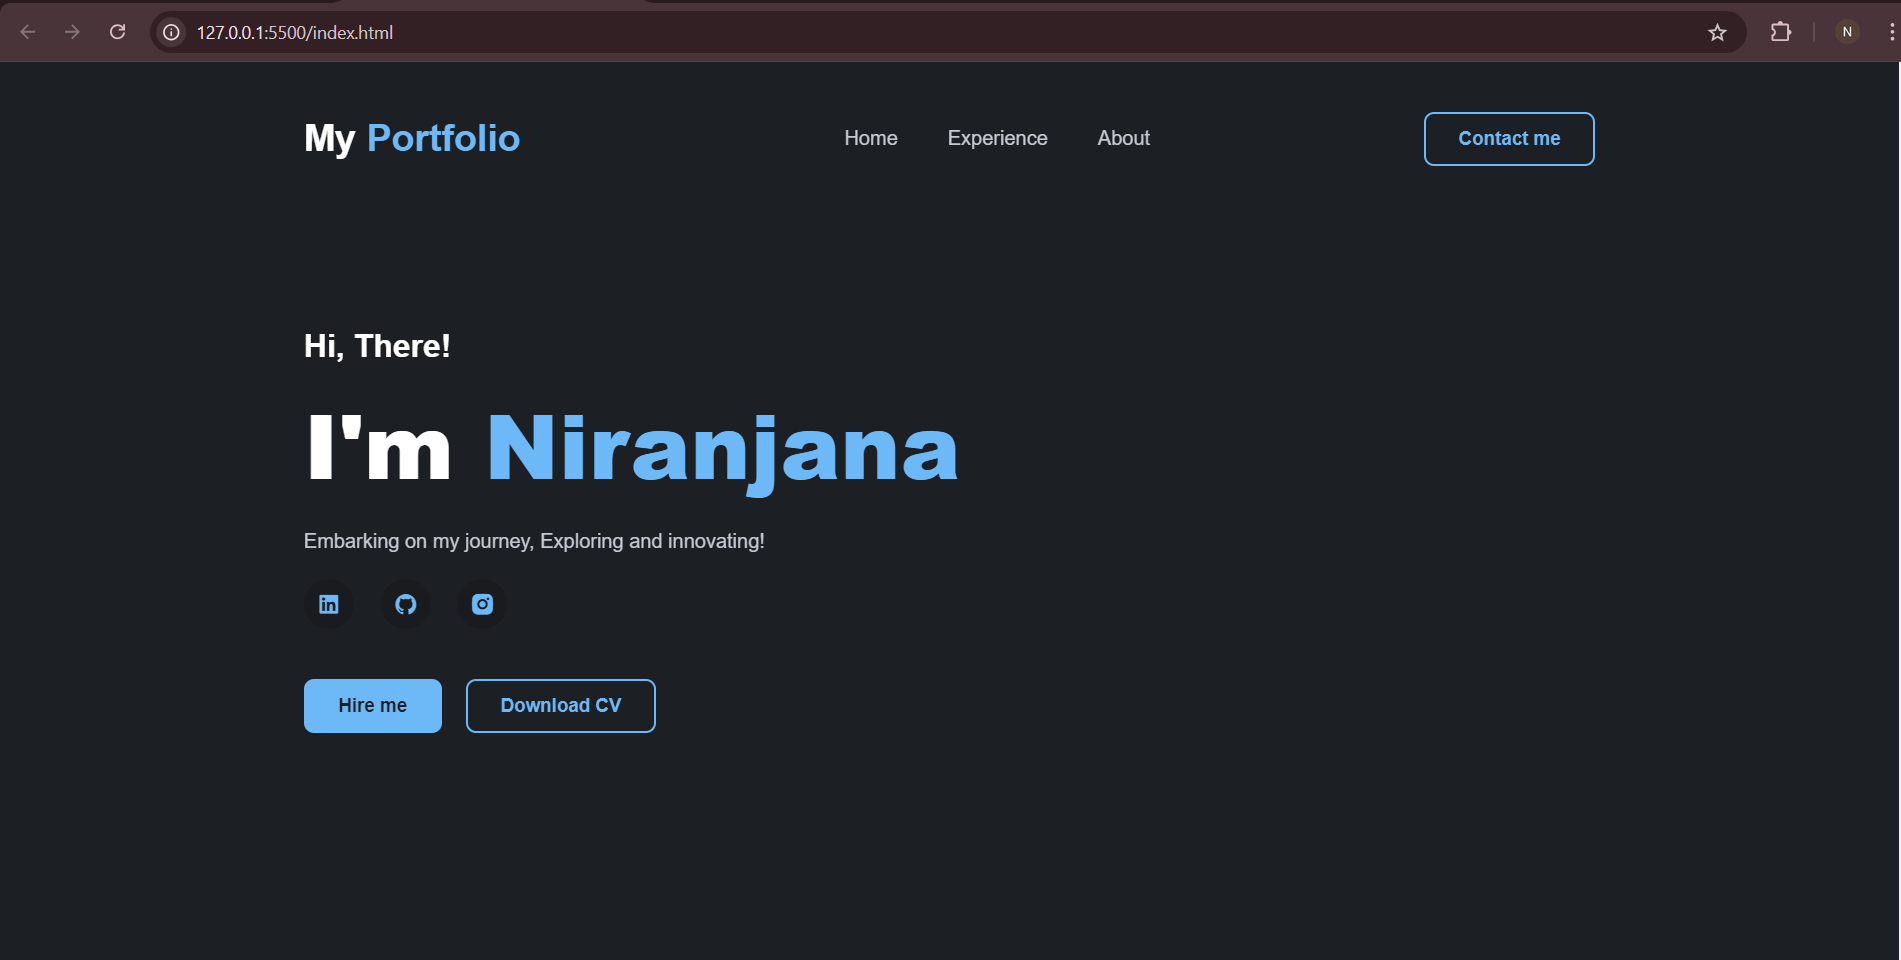 127.0.0.1:5500/index.html
N
My Portfolio
Home Experience About
Contact me
Hi, There!
I'm Niranjana
Embarking on my journey, Exploring and innovating!
in
Hire me
Download CV